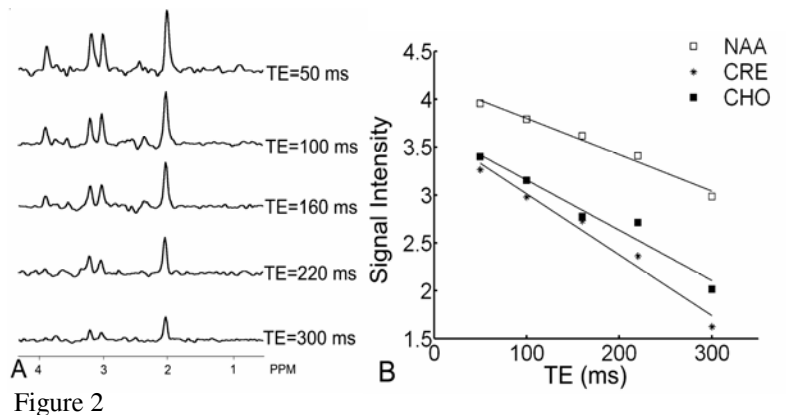 TE=50 ms
TE=100 ms
TE=160 ms
TE=220 ms
TE=300 ms
A 4 3 2 1 PPM
4.5
4
3.5
3
2.5
2
1.5
Signal Intensity
NAA
CRE
CHO
0 100 200 300
B TE (ms)
Figure 2